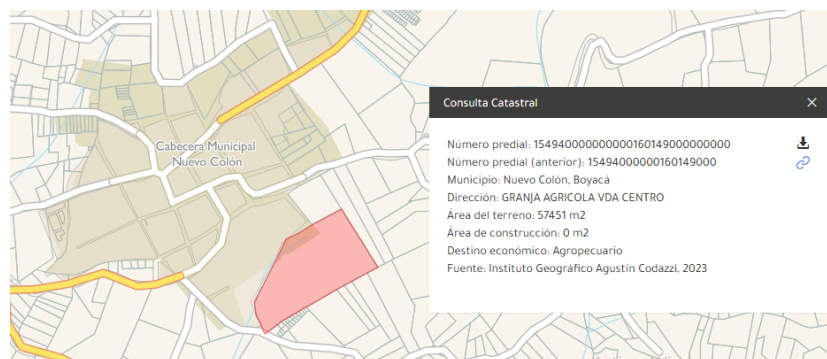 Cabecera Municipal
Nuevo Colón
Consulta Catastral
Número predial: 154940000000000160149000000000
Número predial (anterior): 15494000000160149000
Municipio: Nuevo Colón, Boyacá
Dirección: GRANJA AGRICOLA VDA CENTRO
Área del terreno: 57451 m2
Área de construcción: 0 m2
Destino económico: Agropecuario
Fuente: Instituto Geográfico Agustín Codazzi, 2023